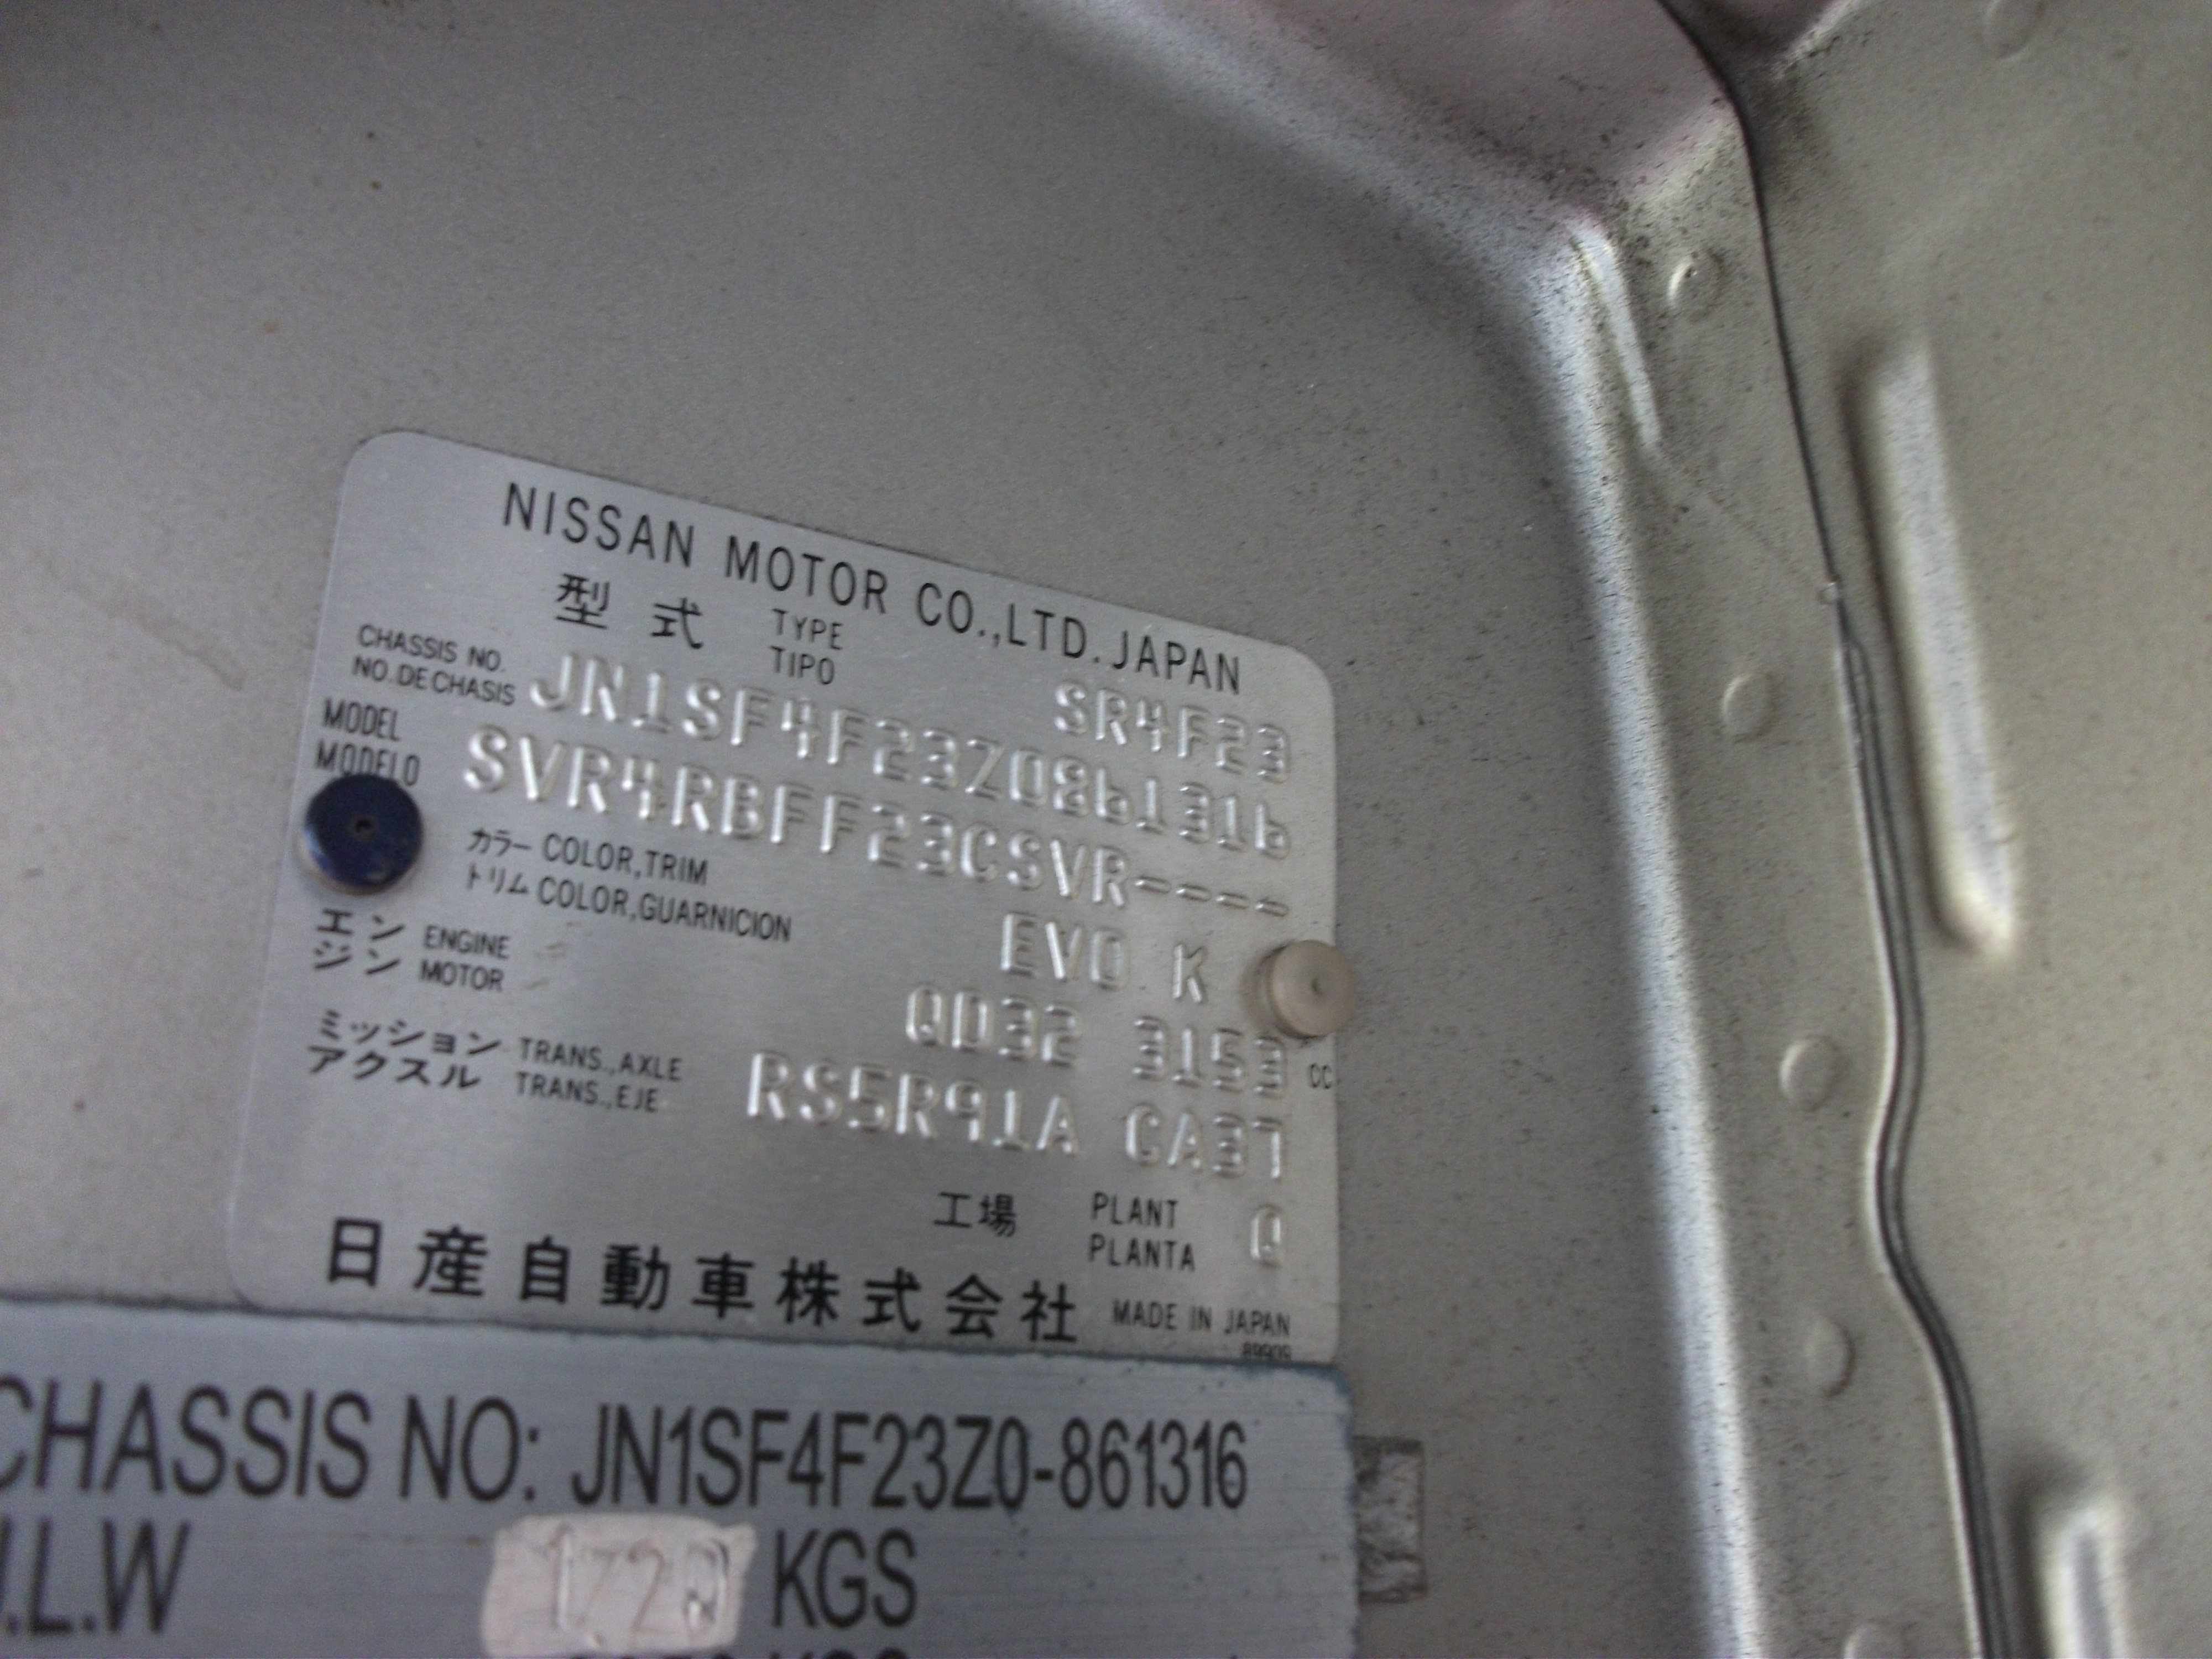 NISSAN MOTOR CO.,LTD.JAPAN
型式 TYPE SR4F23
TIPO
CHASSIS NO. JN1SF4F23Z0861316
NO.DE CHASIS
MODEL SVR4RBFF23CSVR----
MODELO
カラー COLOR,TRIM EVO K
トリム COLOR,GUARNICION
エン ENGINE QD32 3153 CC
ジン MOTOR
ミッション TRANS.,AXLE RS5R91A CA37
アクスル TRANS.,EJE
工場 PLANT Q
PLANTA
日産自動車株式会社 MADE IN JAPAN
CHASSIS NO: JN1SF4F23Z0-861316
.L.W 1720 KGS